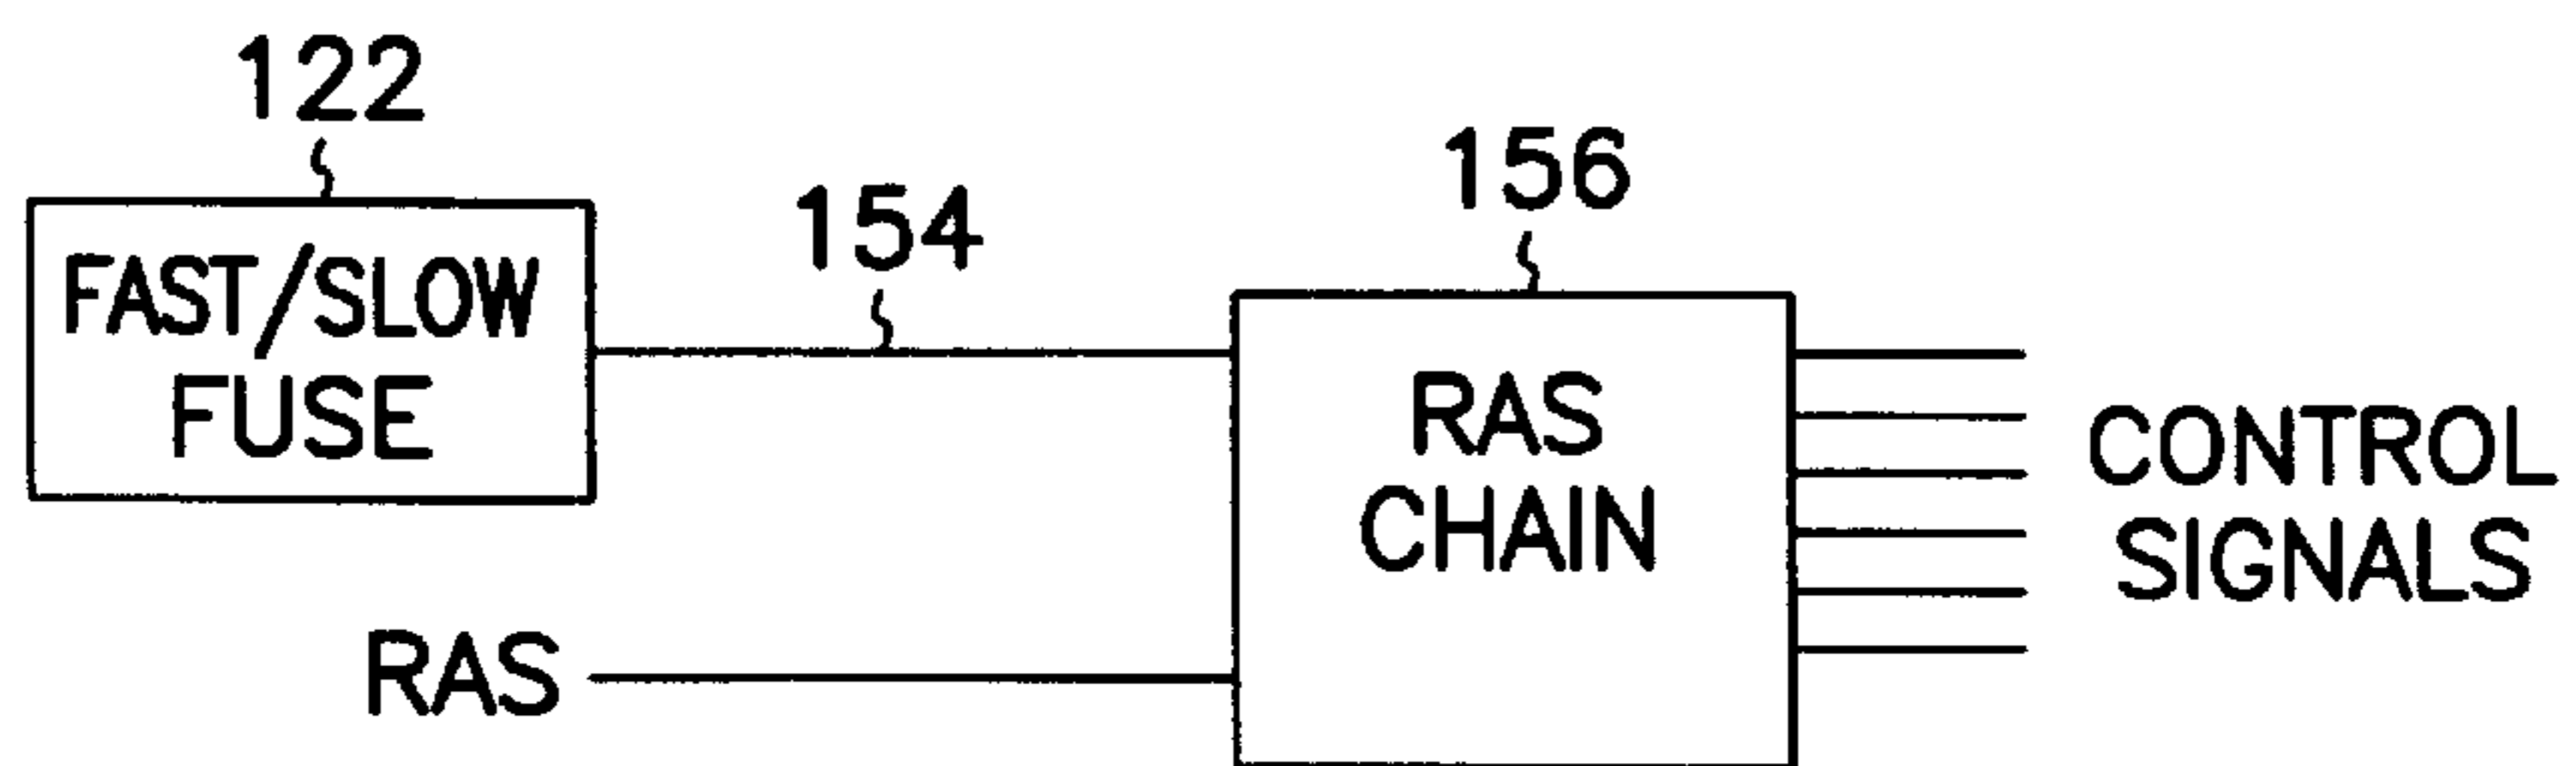 122
FAST/SLOW
FUSE
154
156
RAS
CHAIN
RAS
CONTROL
SIGNALS